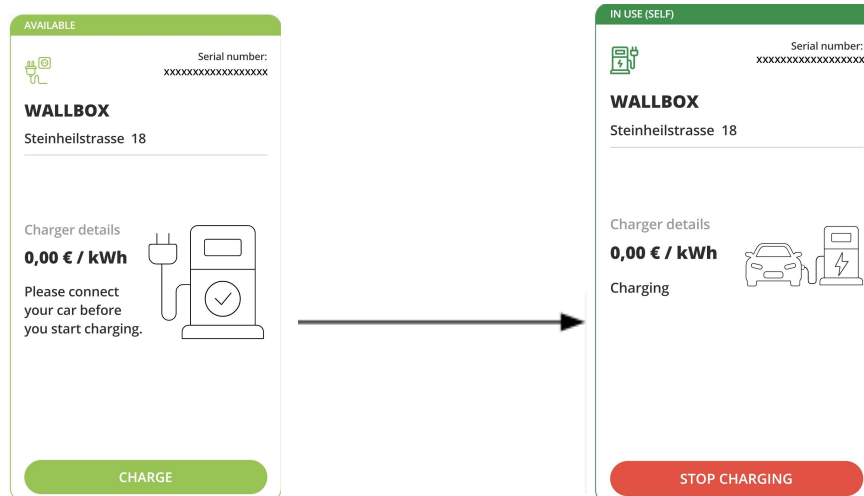 AVAILABLE
Serial number:
xxxxxxxxxxxxxxxxxx
WALLBOX
Steinheilstrasse 18
Charger details
0,00 € / kWh
Please connect
your car before
you start charging.
CHARGE
IN USE (SELF)
Serial number:
xxxxxxxxxxxxxxxxxx
WALLBOX
Steinheilstrasse 18
Charger details
0,00 € / kWh
Charging
STOP CHARGING